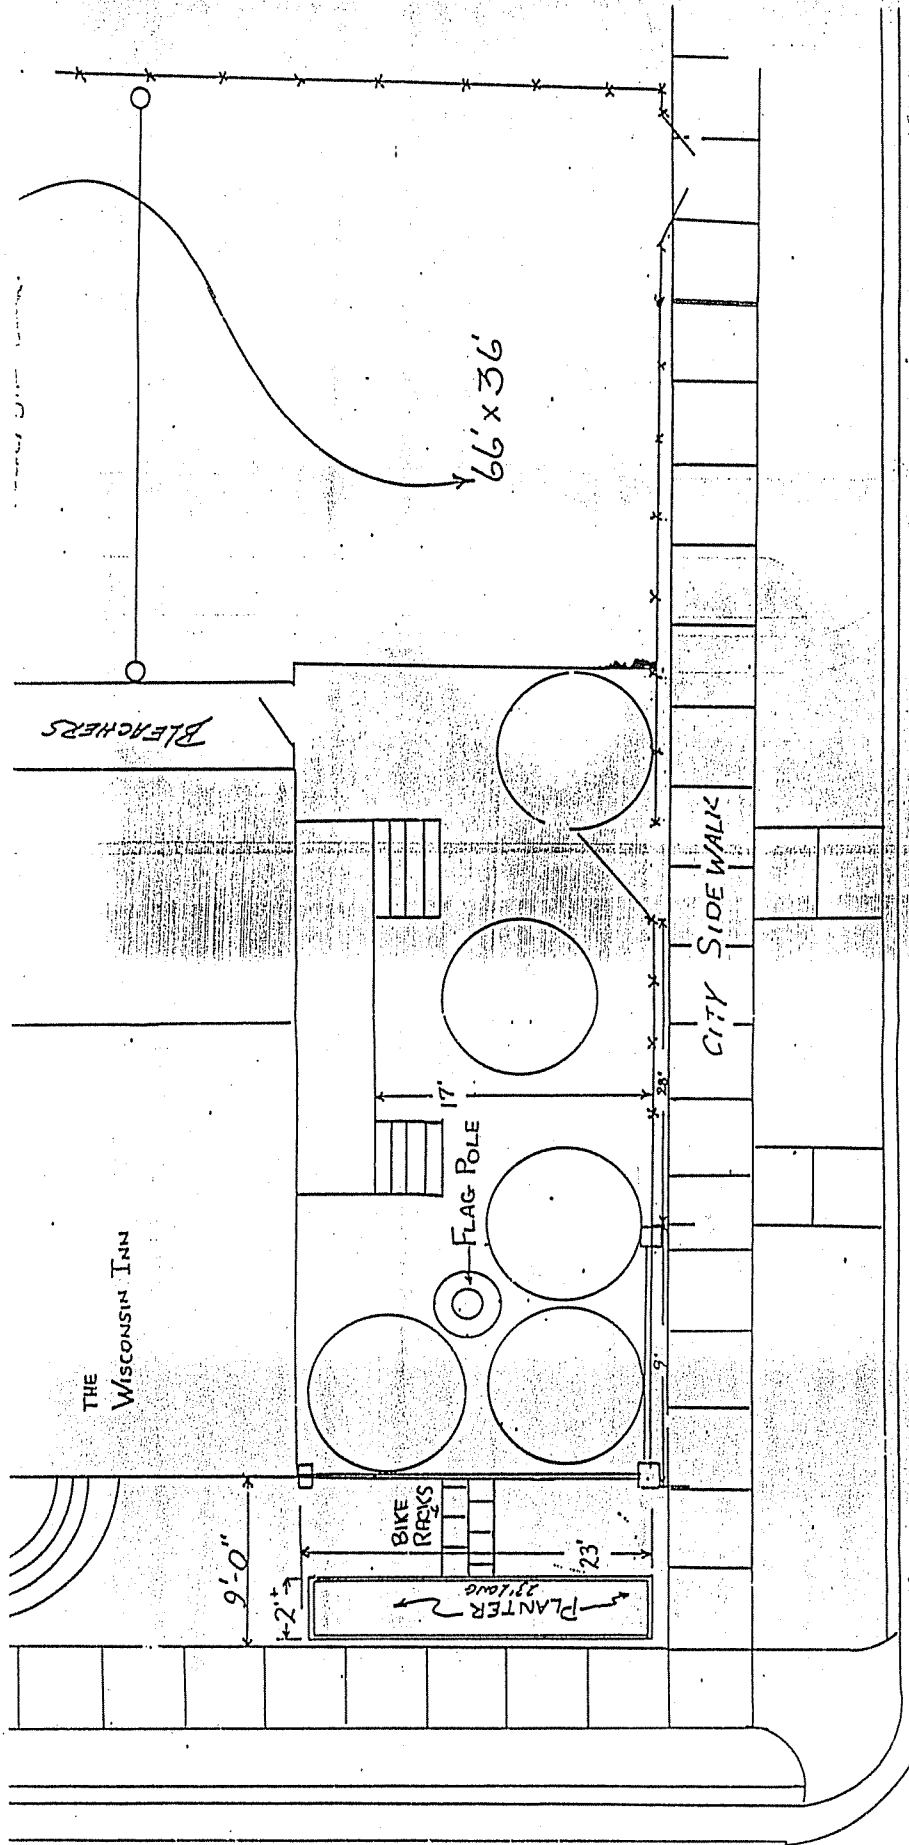 66' x 36'
BLEACHERS
CITY SIDEWALK
17'
28'
FLAG POLE
THE
WISCONSIN INN
9'
BIKE
RACKS
9'-0"
2'±
23'
PLANTER
23' LONG